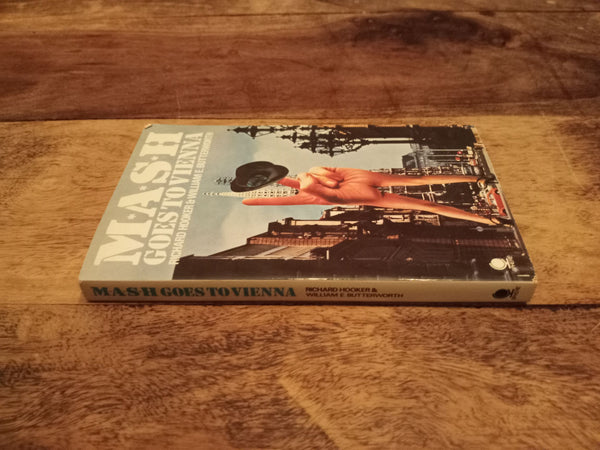 M·A·S·H
GOES TO VIENNA
RICHARD HOOKER & WILLIAM E. BUTTERWORTH
M·A·S·H GOES TO VIENNA
RICHARD HOOKER &
WILLIAM E. BUTTERWORTH